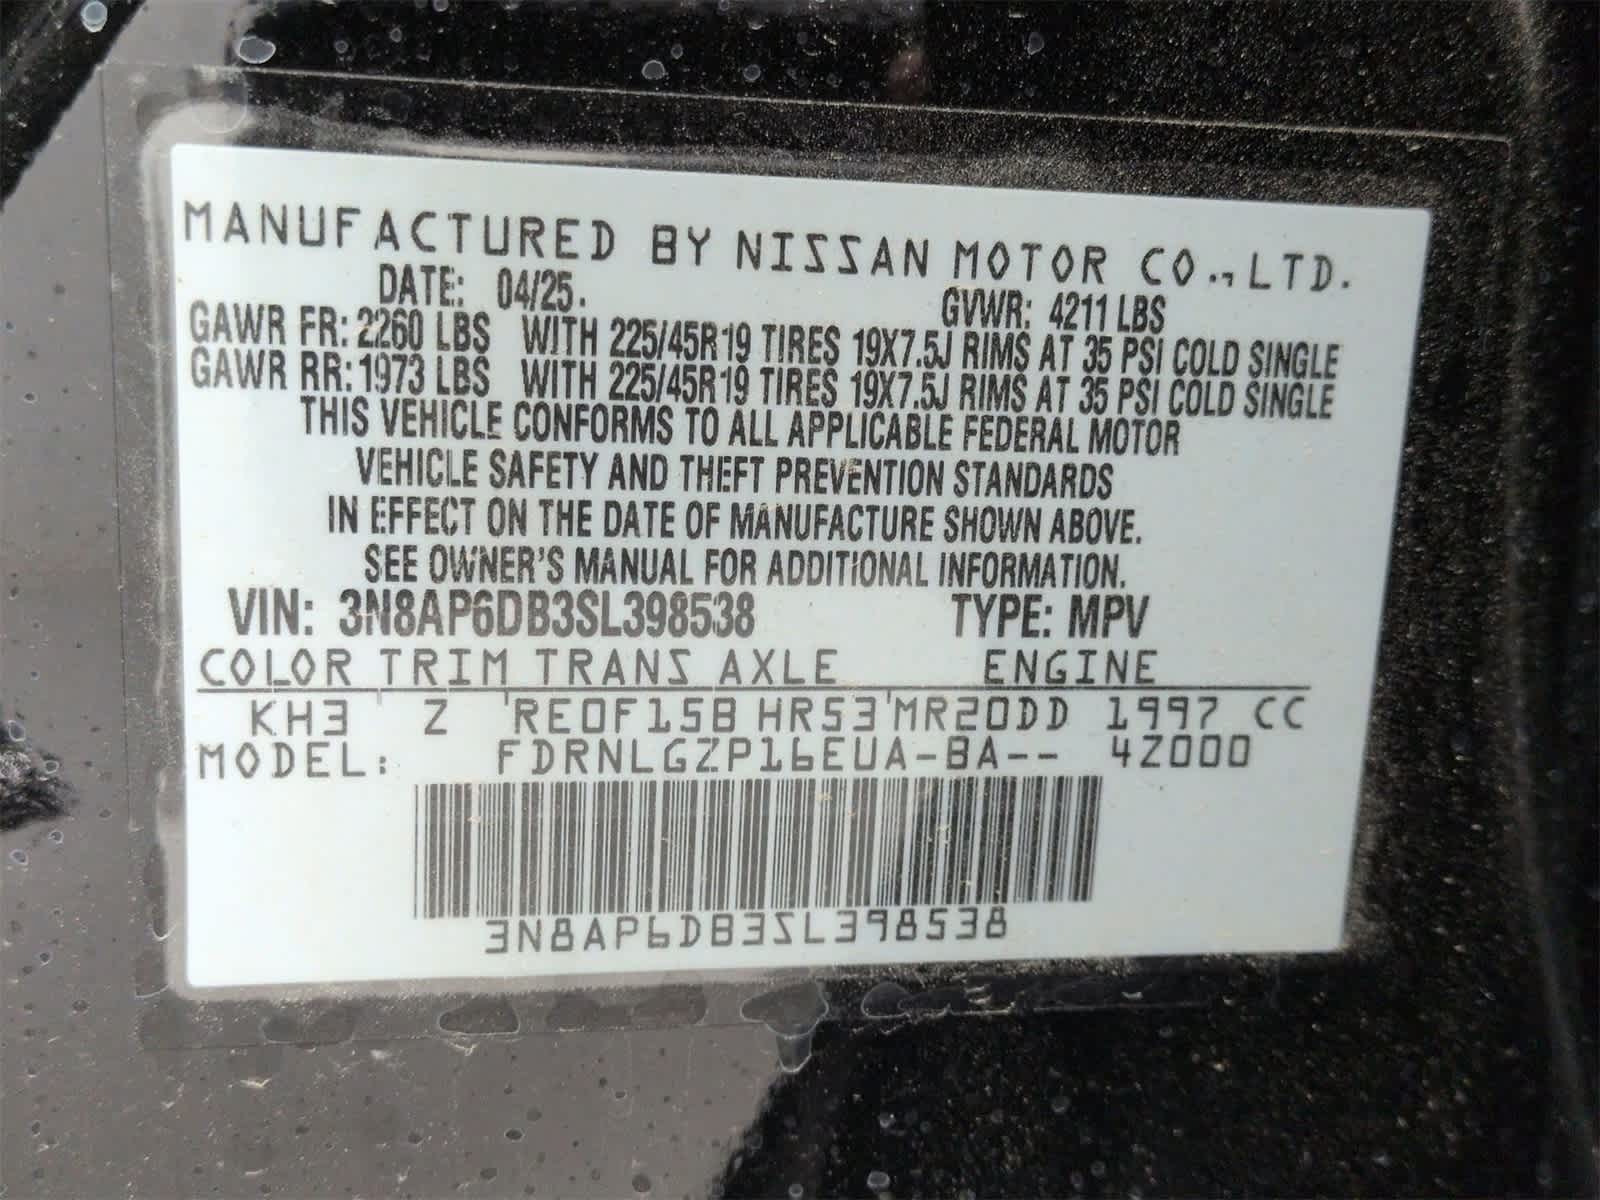 MANUFACTURED BY NISSAN MOTOR CO., LTD.
DATE: 04/25. GVWR: 4211 LBS
GAWR FR: 2260 LBS WITH 225/45R19 TIRES 19X7.5J RIMS AT 35 PSI COLD SINGLE
GAWR RR: 1973 LBS WITH 225/45R19 TIRES 19X7.5J RIMS AT 35 PSI COLD SINGLE
THIS VEHICLE CONFORMS TO ALL APPLICABLE FEDERAL MOTOR
VEHICLE SAFETY AND THEFT PREVENTION STANDARDS
IN EFFECT ON THE DATE OF MANUFACTURE SHOWN ABOVE.
SEE OWNER'S MANUAL FOR ADDITIONAL INFORMATION.
VIN: 3N8AP6DB3SL398538 TYPE: MPV
COLOR TRIM TRANS AXLE ENGINE
KH3 Z RE0F15B HR53 MR20DD 1997 CC
MODEL: FDRNLGZP16EUA-BA-- 4Z000
3N8AP6DB3SL398538